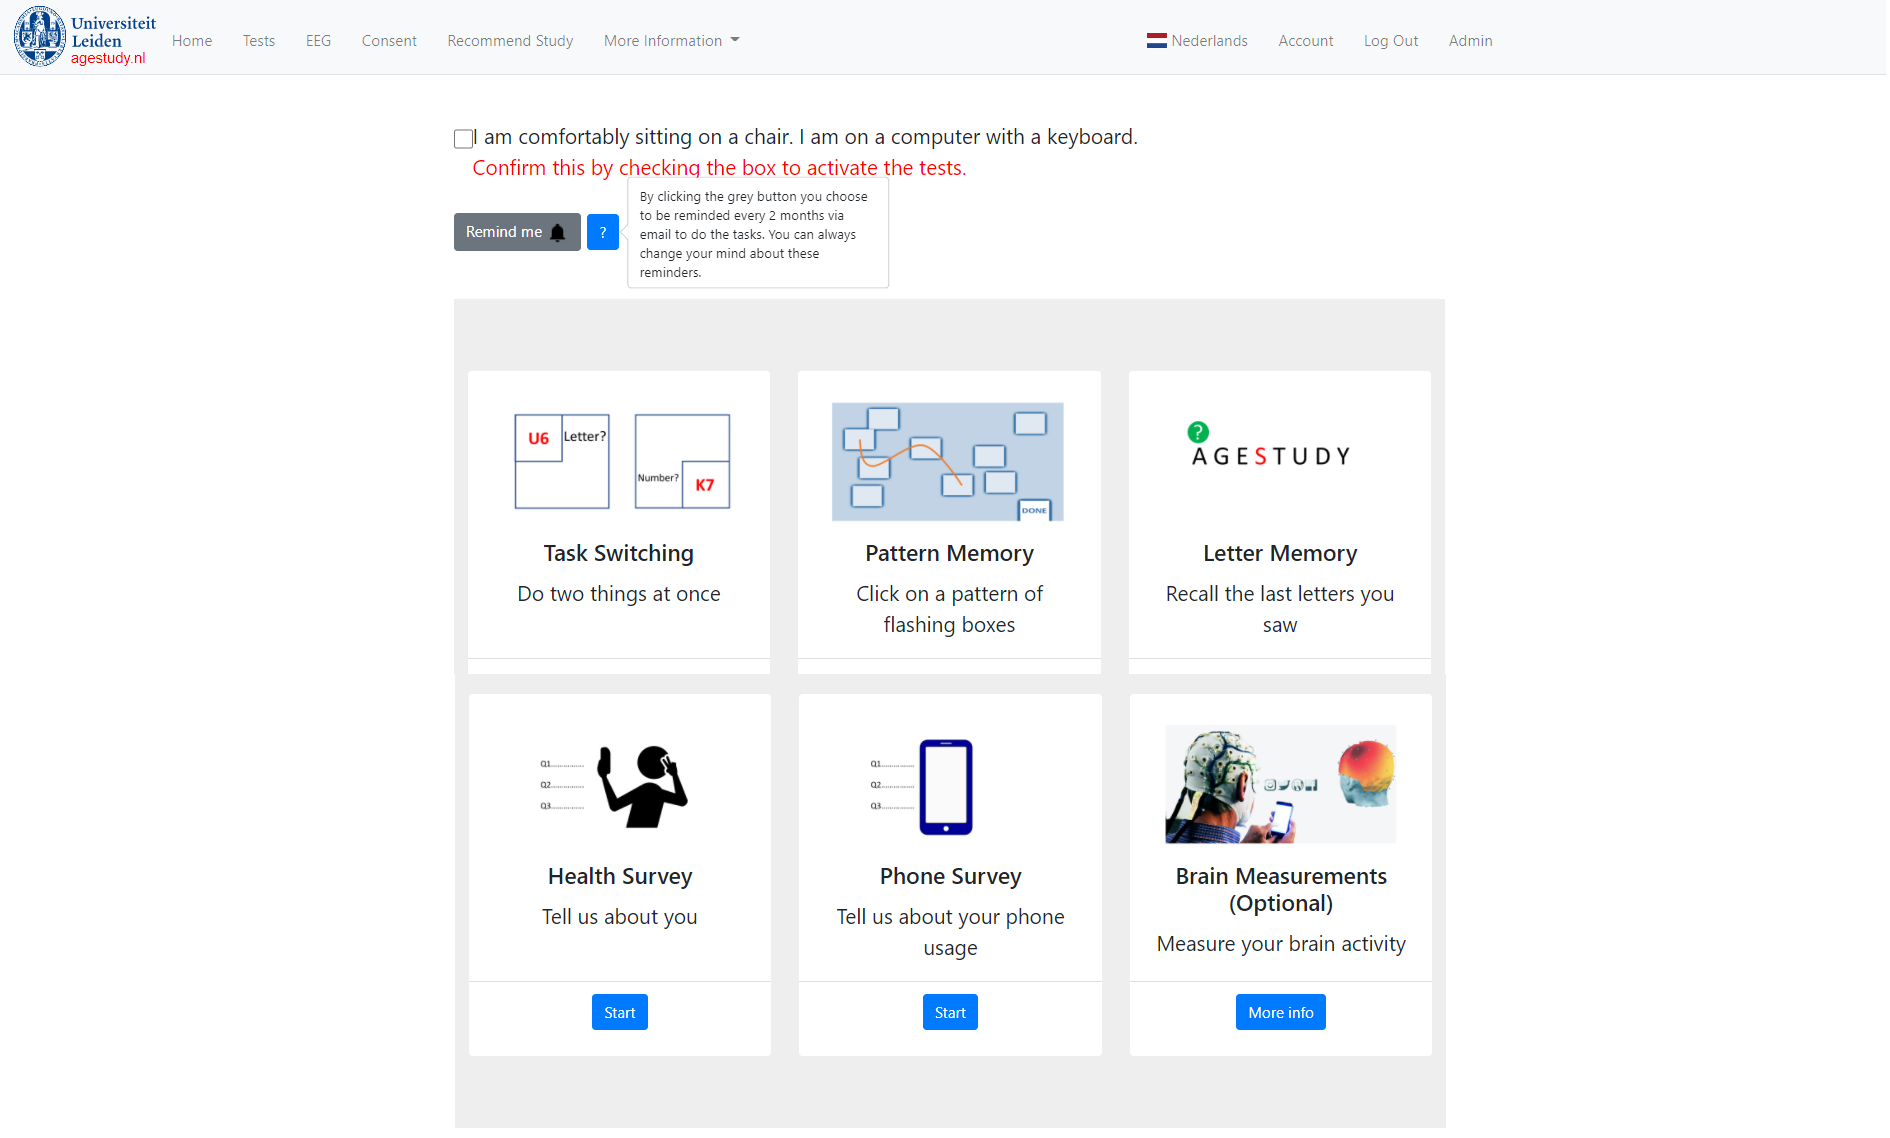 Universiteit
Leiden
agestudy.nl
Home Tests EEG Consent Recommend Study More Information
Nederlands Account Log Out Admin
I am comfortably sitting on a chair. I am on a computer with a keyboard.
Confirm this by checking the box to activate the tests.
Remind me
?
By clicking the grey button you choose
to be reminded every 2 months via
email to do the tasks. You can always
change your mind about these
reminders.
U6 Letter?
Number? K7
DONE
?
AGESTUDY
Task Switching
Do two things at once
Pattern Memory
Click on a pattern of
flashing boxes
Letter Memory
Recall the last letters you
saw
Q1................
Q2................
Q3................
Health Survey
Tell us about you
Start
Q1................
Q2................
Q3................
Phone Survey
Tell us about your phone
usage
Start
Brain Measurements
(Optional)
Measure your brain activity
More info